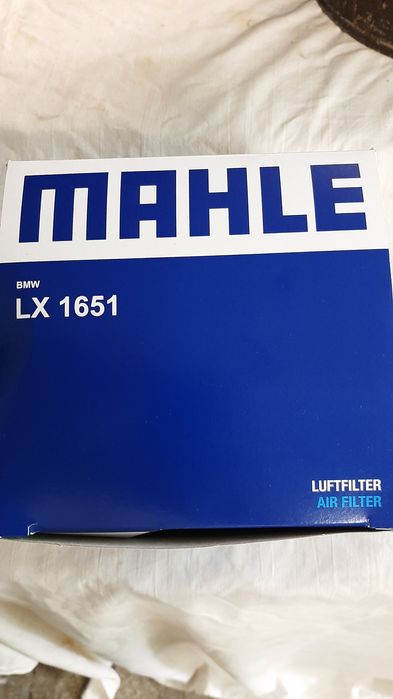 MAHLE
BMW
LX 1651
LUFTFILTER
AIR FILTER